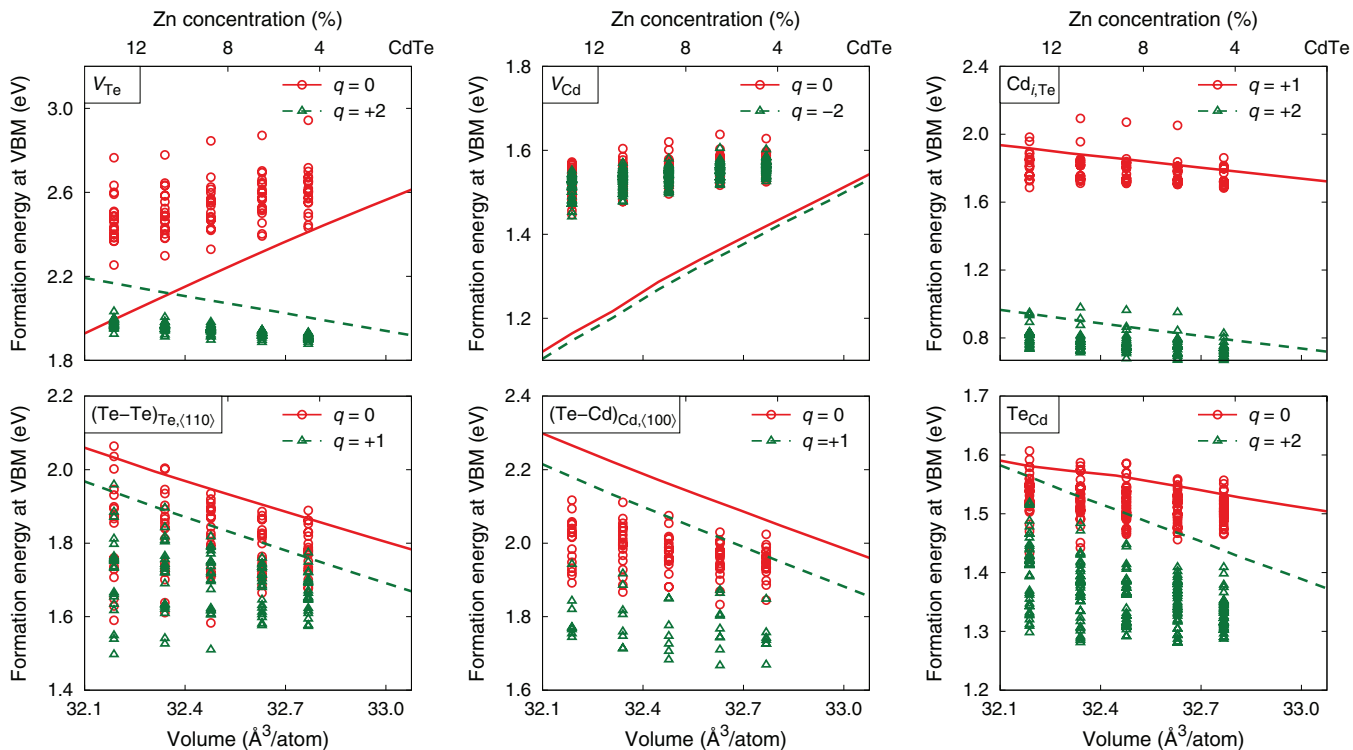 Zn concentration (%)
12 8 4 CdTe
Zn concentration (%)
12 8 4 CdTe
Zn concentration (%)
12 8 4 CdTe
Formation energy at VBM (eV)
3.0
2.6
2.2
1.8
V_Te
q = 0
q = +2
Formation energy at VBM (eV)
1.8
1.6
1.4
1.2
V_Cd
q = 0
q = −2
Formation energy at VBM (eV)
2.4
2.0
1.6
1.2
0.8
Cd_i,Te
q = +1
q = +2
Formation energy at VBM (eV)
2.2
2.0
1.8
1.6
1.4
(Te−Te)_Te,⟨110⟩
q = 0
q = +1
32.1 32.4 32.7 33.0
Volume (Å³/atom)
Formation energy at VBM (eV)
2.4
2.2
2.0
1.8
1.6
(Te−Cd)_Cd,⟨100⟩
q = 0
q =+1
32.1 32.4 32.7 33.0
Volume (Å³/atom)
Formation energy at VBM (eV)
1.7
1.6
1.5
1.4
1.3
1.2
Te_Cd
q = 0
q = +2
32.1 32.4 32.7 33.0
Volume (Å³/atom)